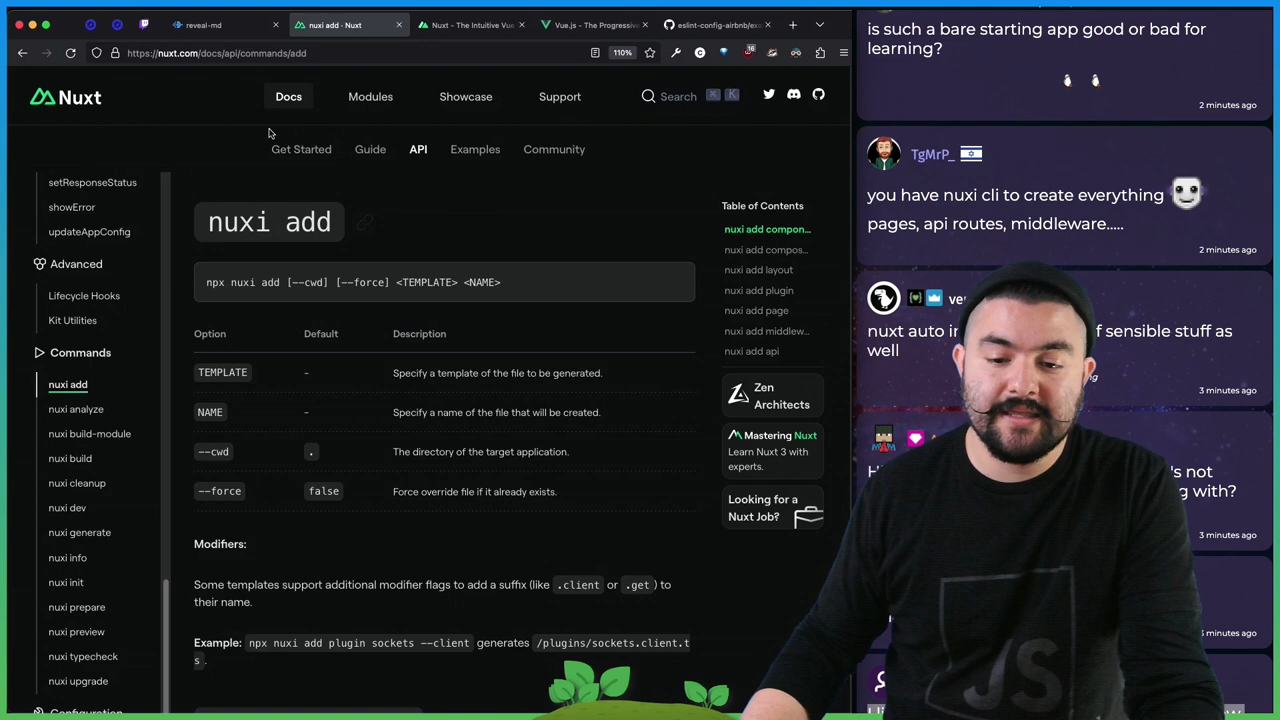 reveal-md
nuxi add · Nuxt
Nuxt - The Intuitive Vue
Vue.js - The Progressive
eslint-config-airbnb/exa
https://nuxt.com/docs/api/commands/add
110%
16
Nuxt
Docs
Modules
Showcase
Support
Search
⌘ K
Get Started
Guide
API
Examples
Community
setResponseStatus
showError
updateAppConfig
Advanced
Lifecycle Hooks
Kit Utilities
Commands
nuxi add
nuxi analyze
nuxi build-module
nuxi build
nuxi cleanup
nuxi dev
nuxi generate
nuxi info
nuxi init
nuxi prepare
nuxi preview
nuxi typecheck
nuxi upgrade
Configuration
nuxi add
npx nuxi add [--cwd] [--force] <TEMPLATE> <NAME>
Option Default Description
TEMPLATE - Specify a template of the file to be generated.
NAME - Specify a name of the file that will be created.
--cwd . The directory of the target application.
--force false Force override file if it already exists.
Modifiers:
Some templates support additional modifier flags to add a suffix (like .client or .get) to
their name.
Example: npx nuxi add plugin sockets --client generates /plugins/sockets.client.t
s.
Table of Contents
nuxi add compon...
nuxi add compos...
nuxi add layout
nuxi add plugin
nuxi add page
nuxi add middlew...
nuxi add api
Zen
Architects
Mastering Nuxt
Learn Nuxt 3 with
experts.
Looking for a
Nuxt Job?
is such a bare starting app good or bad for
learning?
2 minutes ago
TgMrP_
you have nuxi cli to create everything
pages, api routes, middleware.....
2 minutes ago
nuxt auto in of sensible stuff as
well
3 minutes ago
's not
g with?
3 minutes ago
minutes ago
JS